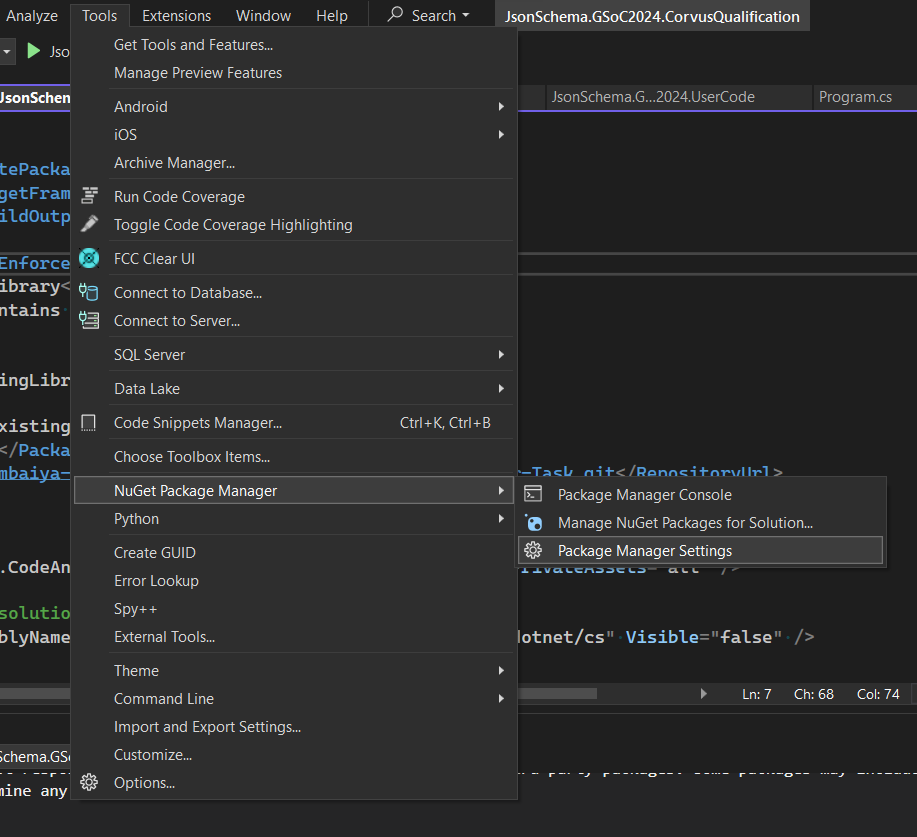 Analyze Tools Extensions Window Help Search JsonSchema.GSoC2024.CorvusQualification
JsonSchema.G...2024.UserCode Program.cs
Get Tools and Features...
Manage Preview Features
Android
iOS
Archive Manager...
Run Code Coverage
Toggle Code Coverage Highlighting
FCC Clear UI
Connect to Database...
Connect to Server...
SQL Server
Data Lake
Code Snippets Manager... Ctrl+K, Ctrl+B
Choose Toolbox Items...
NuGet Package Manager
Python
Create GUID
Error Lookup
Spy++
External Tools...
Theme
Command Line
Import and Export Settings...
Customize...
Options...
Package Manager Console
Manage NuGet Packages for Solution...
Package Manager Settings
Jso
JsonSchem
tePacka
getFram
ildOutp
Enforce
ibrary<
ntains
ingLibr
xisting
</Packa
mbaiya- r-Task.git</RepositoryUrl>
.CodeAn rivateAssets="all" />
solutio
blyName dotnet/cs" Visible="false" />
Ln: 7 Ch: 68 Col: 74
Schema.GSo
mine any